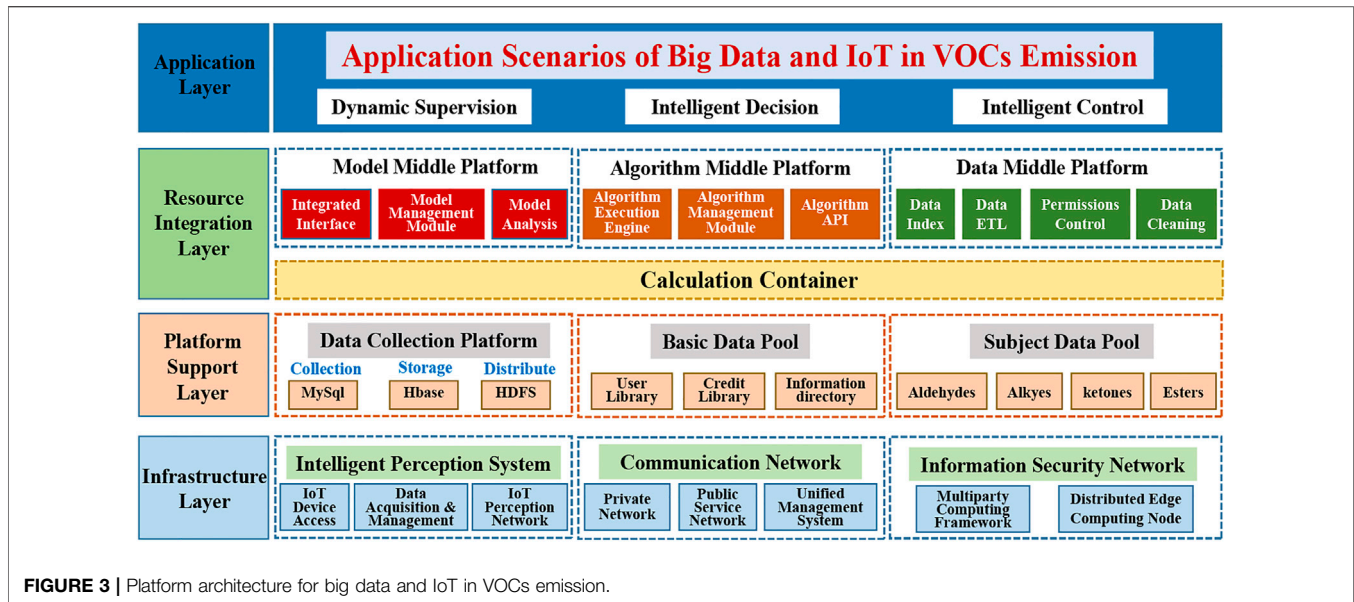 Application
Layer
Application Scenarios of Big Data and IoT in VOCs Emission
Dynamic Supervision
Intelligent Decision
Intelligent Control
Resource
Integration
Layer
Model Middle Platform
Integrated
Interface
Model
Management
Module
Model
Analysis
Algorithm Middle Platform
Algorithm
Execution
Engine
Algorithm
Management
Module
Algorithm
API
Data Middle Platform
Data
Index
Data
ETL
Permissions
Control
Data
Cleaning
Calculation Container
Platform
Support
Layer
Data Collection Platform
Collection
Storage
Distribute
MySql
Hbase
HDFS
Basic Data Pool
User
Library
Credit
Library
Information
directory
Subject Data Pool
Aldehydes
Alkyes
ketones
Esters
Infrastructure
Layer
Intelligent Perception System
IoT
Device
Access
Data
Acquisition &
Management
IoT
Perception
Network
Communication Network
Private
Network
Public
Service
Network
Unified
Management
System
Information Security Network
Multiparty
Computing
Framework
Distributed Edge
Computing Node
FIGURE 3 | Platform architecture for big data and IoT in VOCs emission.